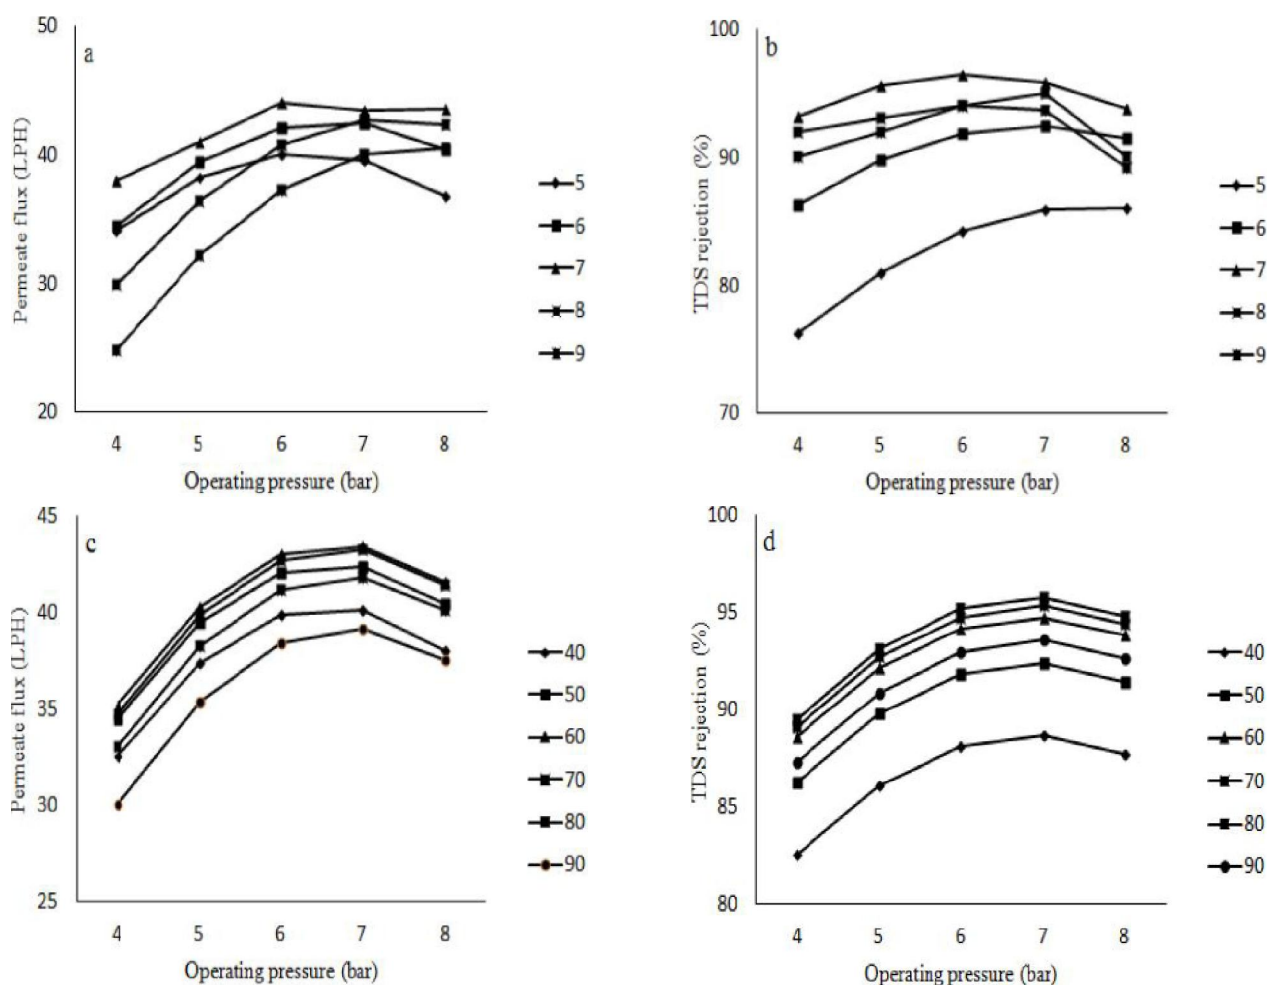 50
a
40
30
20
Permeate flux (LPH)
4 5 6 7 8
Operating pressure (bar)
5
6
7
8
9
100
b
90
80
70
TDS rejection (%)
4 5 6 7 8
Operating pressure (bar)
5
6
7
8
9
45
c
40
35
30
25
Permeate flux (LPH)
4 5 6 7 8
Operating pressure (bar)
40
50
60
70
80
90
100
d
95
90
85
80
TDS rejection (%)
4 5 6 7 8
Operating pressure (bar)
40
50
60
70
80
90